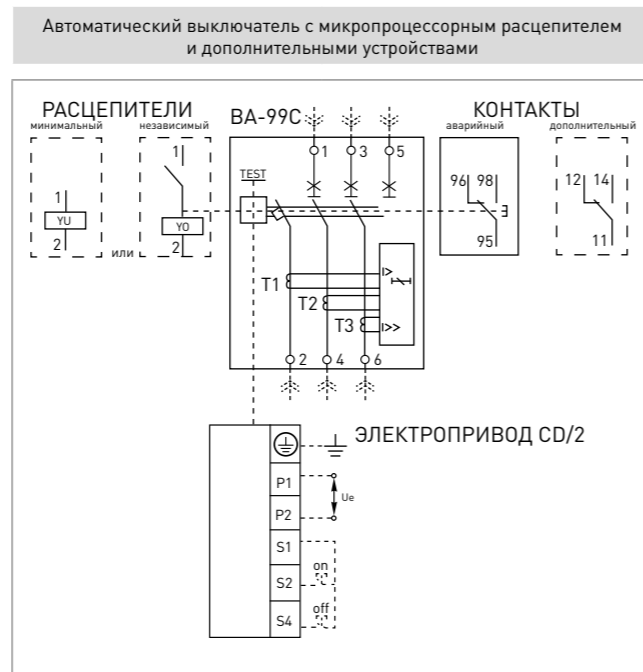 Автоматический выключатель с микропроцессорным расцепителем
и дополнительными устройствами
РАСЦЕПИТЕЛИ
минимальный
независимый
ВА-99С
КОНТАКТЫ
аварийный
дополнительный
1
YU
2
или
1
YO
2
TEST
1
3
5
T1
T2
T3
I>
I>>
2
4
6
96
98
95
12
14
11
ЭЛЕКТРОПРИВОД CD/2
P1
P2
Ue
S1
S2
on
S4
off